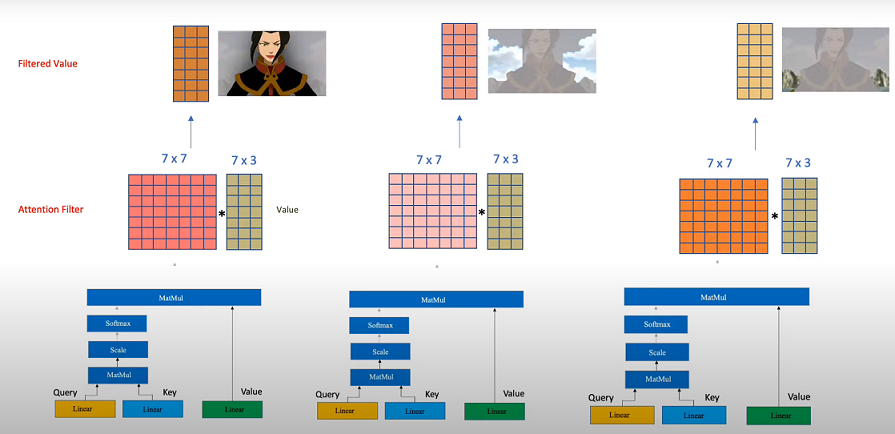 Filtered Value
7 x 7 7 x 3 7 x 7 7 x 3 7 x 7 7 x 3
Attention Filter * Value * *
MatMul MatMul MatMul
Softmax Softmax Softmax
Scale Scale Scale
MatMul MatMul MatMul
Query Key Value Query Key Value Query Key Value
Linear Linear Linear Linear Linear Linear Linear Linear Linear